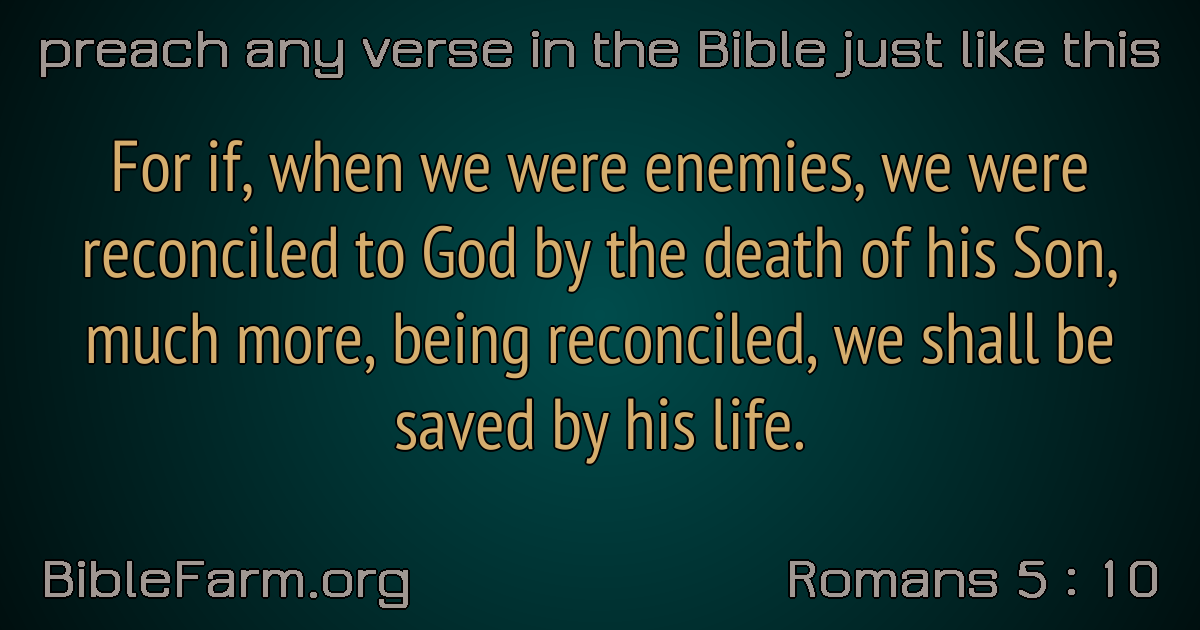 preach any verse in the Bible just like this
For if, when we were enemies, we were
reconciled to God by the death of his Son,
much more, being reconciled, we shall be
saved by his life.
BibleFarm.org
Romans 5 : 10